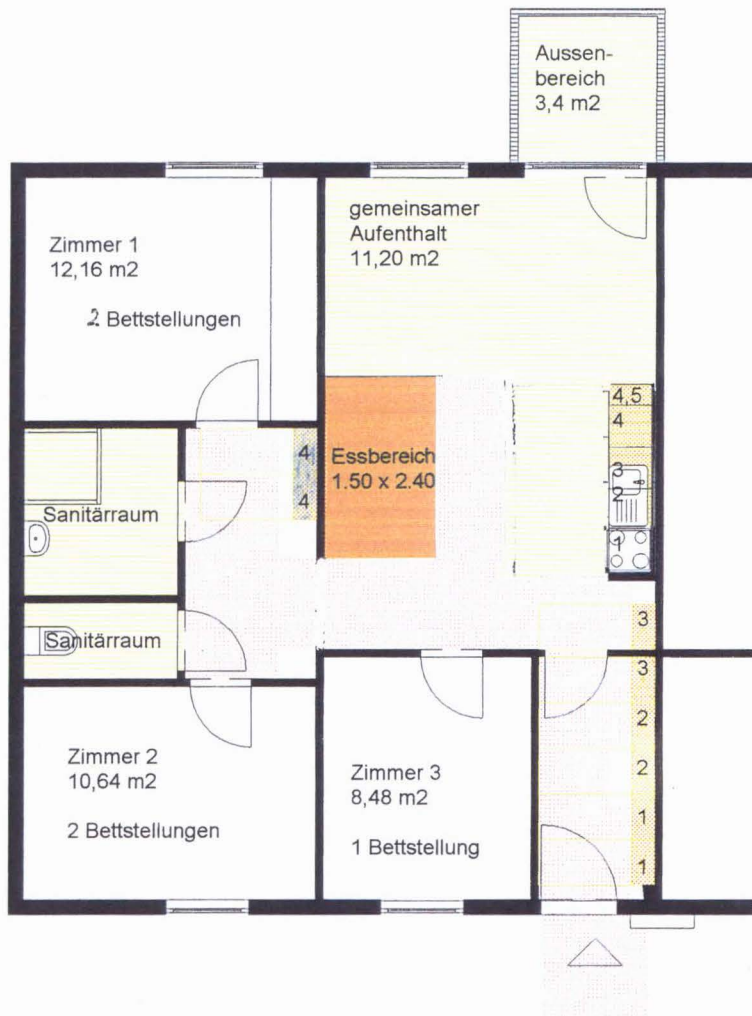 Aussen-
bereich
3,4 m2
gemeinsamer
Aufenthalt
11,20 m2
Zimmer 1
12,16 m2
2 Bettstellungen
4,5
4
3
2
1
Essbereich
1.50 x 2.40
4
4
Sanitärraum
Sanitärraum
3
3
2
2
1
1
Zimmer 2
10,64 m2
2 Bettstellungen
Zimmer 3
8,48 m2
1 Bettstellung